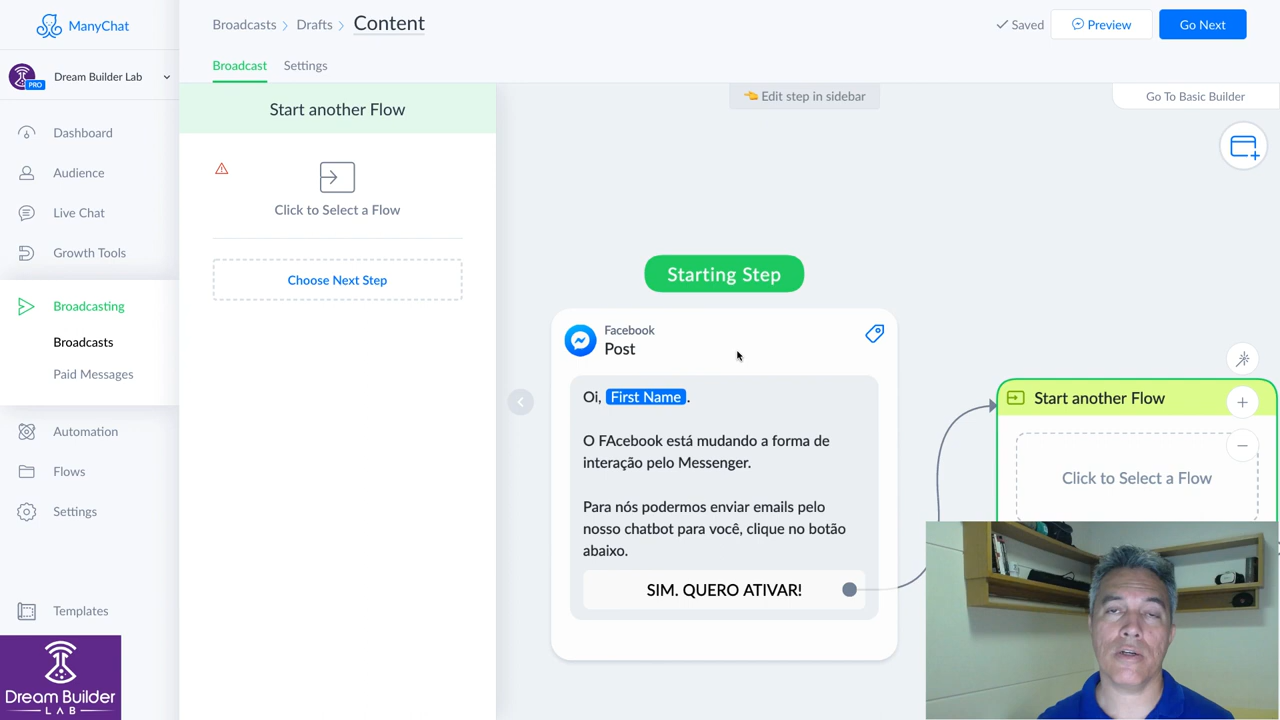 ManyChat
Broadcasts
Drafts
Content
Saved
Preview
Go Next
PRO
Dream Builder Lab
Broadcast
Settings
Start another Flow
Edit step in sidebar
Go To Basic Builder
Dashboard
Audience
Live Chat
Growth Tools
Broadcasting
Broadcasts
Paid Messages
Automation
Flows
Settings
Templates
Click to Select a Flow
Choose Next Step
Starting Step
Facebook
Post
Oi, First Name.
O FAcebook está mudando a forma de
interação pelo Messenger.
Para nós podermos enviar emails pelo
nosso chatbot para você, clique no botão
abaixo.
SIM. QUERO ATIVAR!
Start another Flow
Click to Select a Flow
Dream Builder
LAB